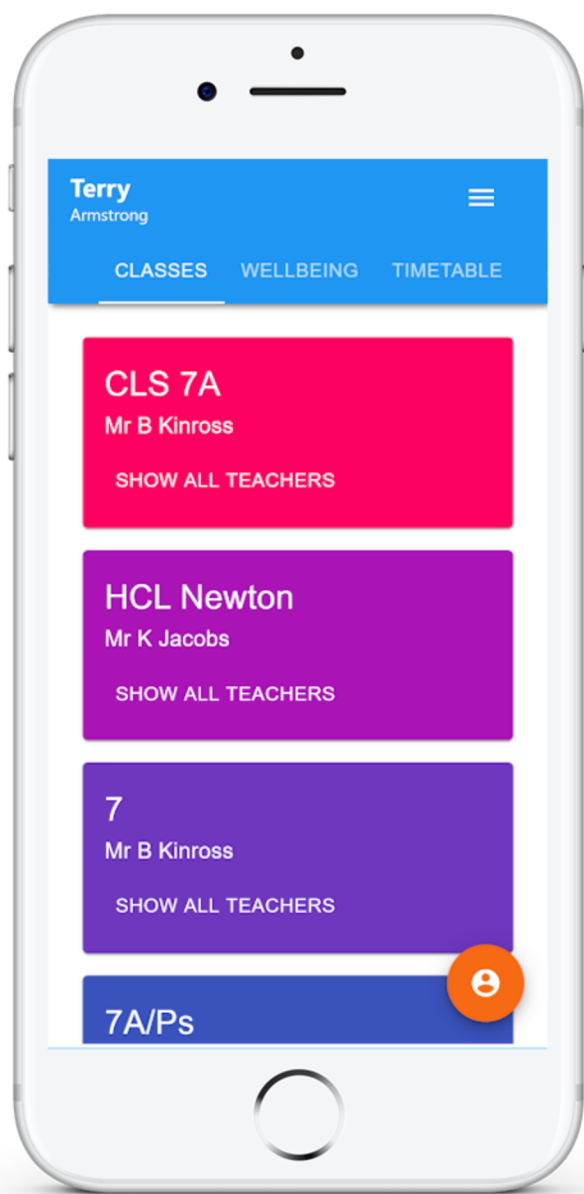 Terry
Armstrong
CLASSES WELLBEING TIMETABLE
CLS 7A
Mr B Kinross
SHOW ALL TEACHERS
HCL Newton
Mr K Jacobs
SHOW ALL TEACHERS
7
Mr B Kinross
SHOW ALL TEACHERS
7A/Ps